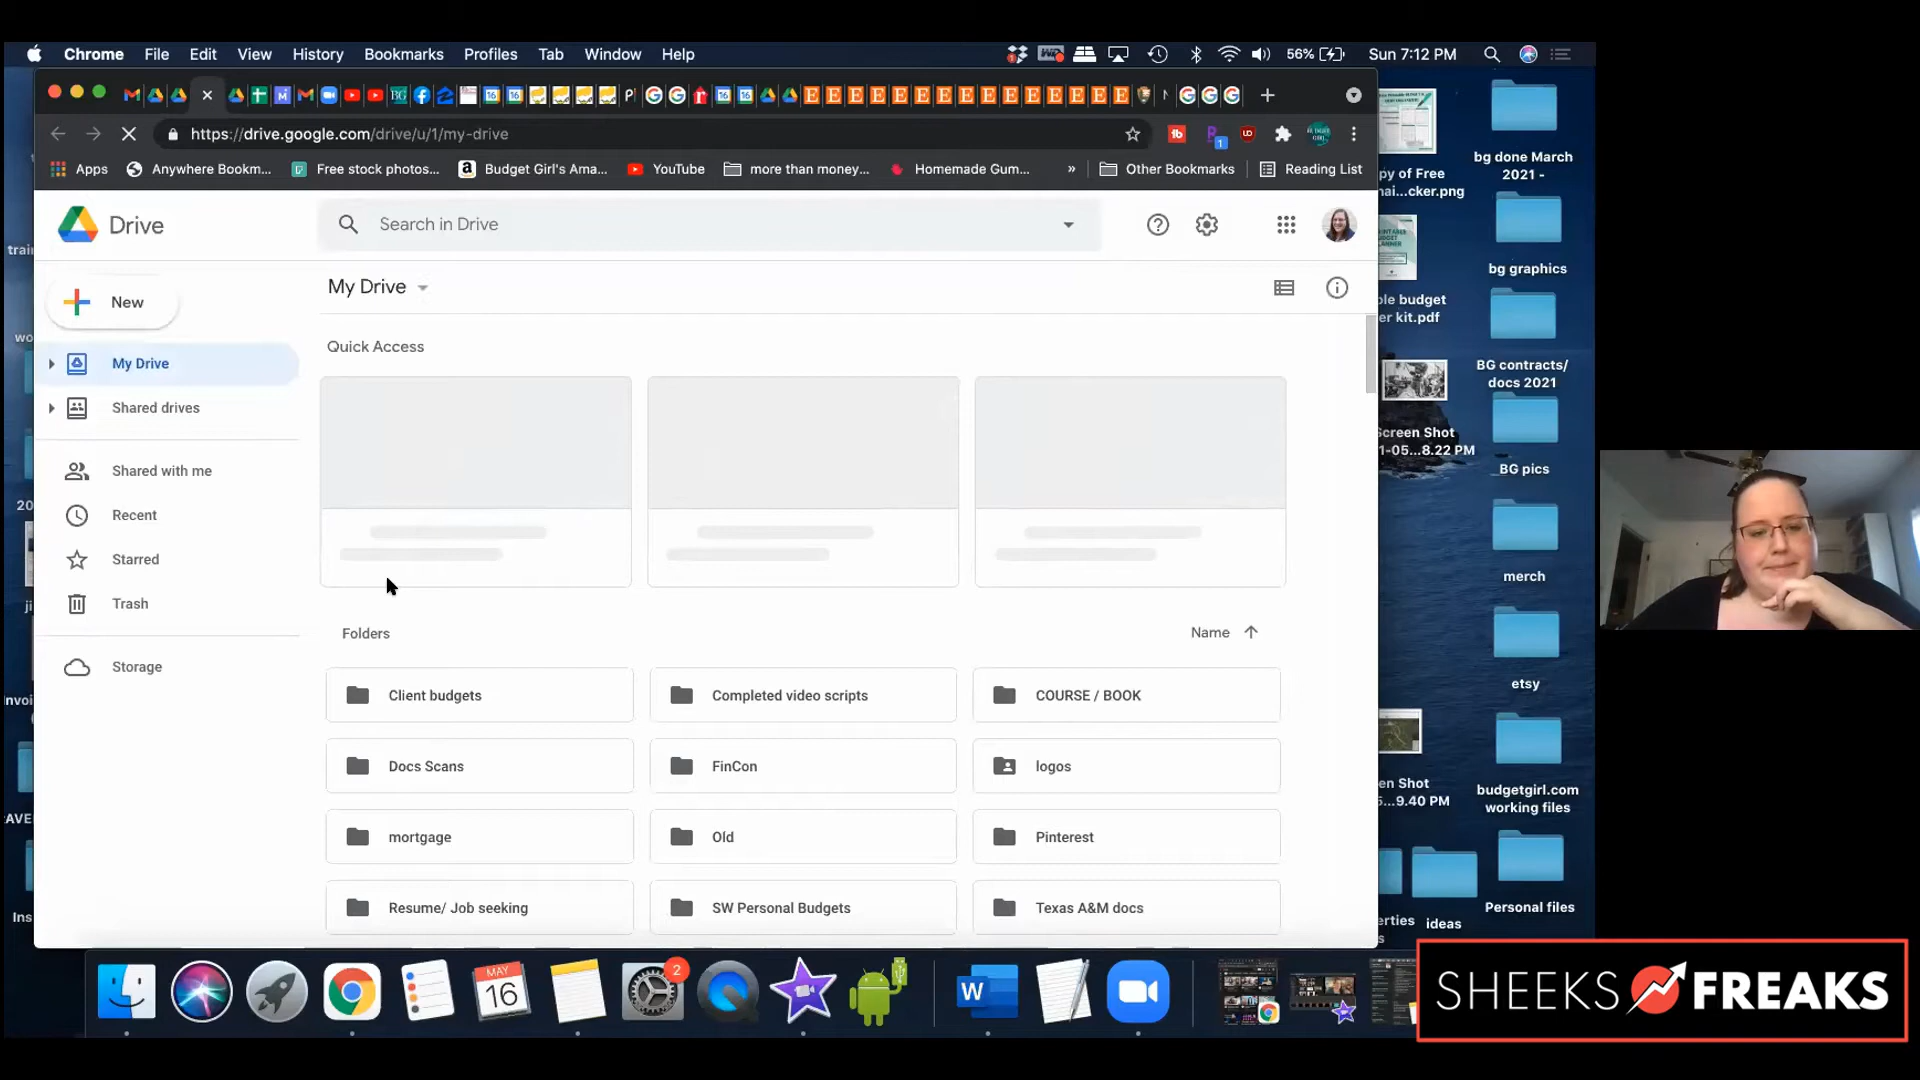 Chrome File Edit View History Bookmarks Profiles Tab Window Help
56% Sun 7:12 PM
https://drive.google.com/drive/u/1/my-drive
Apps Anywhere Bookm... Free stock photos... Budget Girl's Ama... YouTube more than money... Homemade Gum... » Other Bookmarks Reading List
Drive
Search in Drive
New
My Drive
Shared drives
Shared with me
Recent
Starred
Trash
Storage
My Drive
Quick Access
Folders
Name
Client budgets
Completed video scripts
COURSE / BOOK
Docs Scans
FinCon
logos
mortgage
Old
Pinterest
Resume/ Job seeking
SW Personal Budgets
Texas A&M docs
py of Free
...cker.png
ble budget
er kit.pdf
Screen Shot
1-05...8.22 PM
en Shot
5...9.40 PM
erties
s
ideas
bg done March
2021 -
bg graphics
BG contracts/
docs 2021
BG pics
merch
etsy
budgetgirl.com
working files
Personal files
MAY
16
2
W
SHEEKS FREAKS